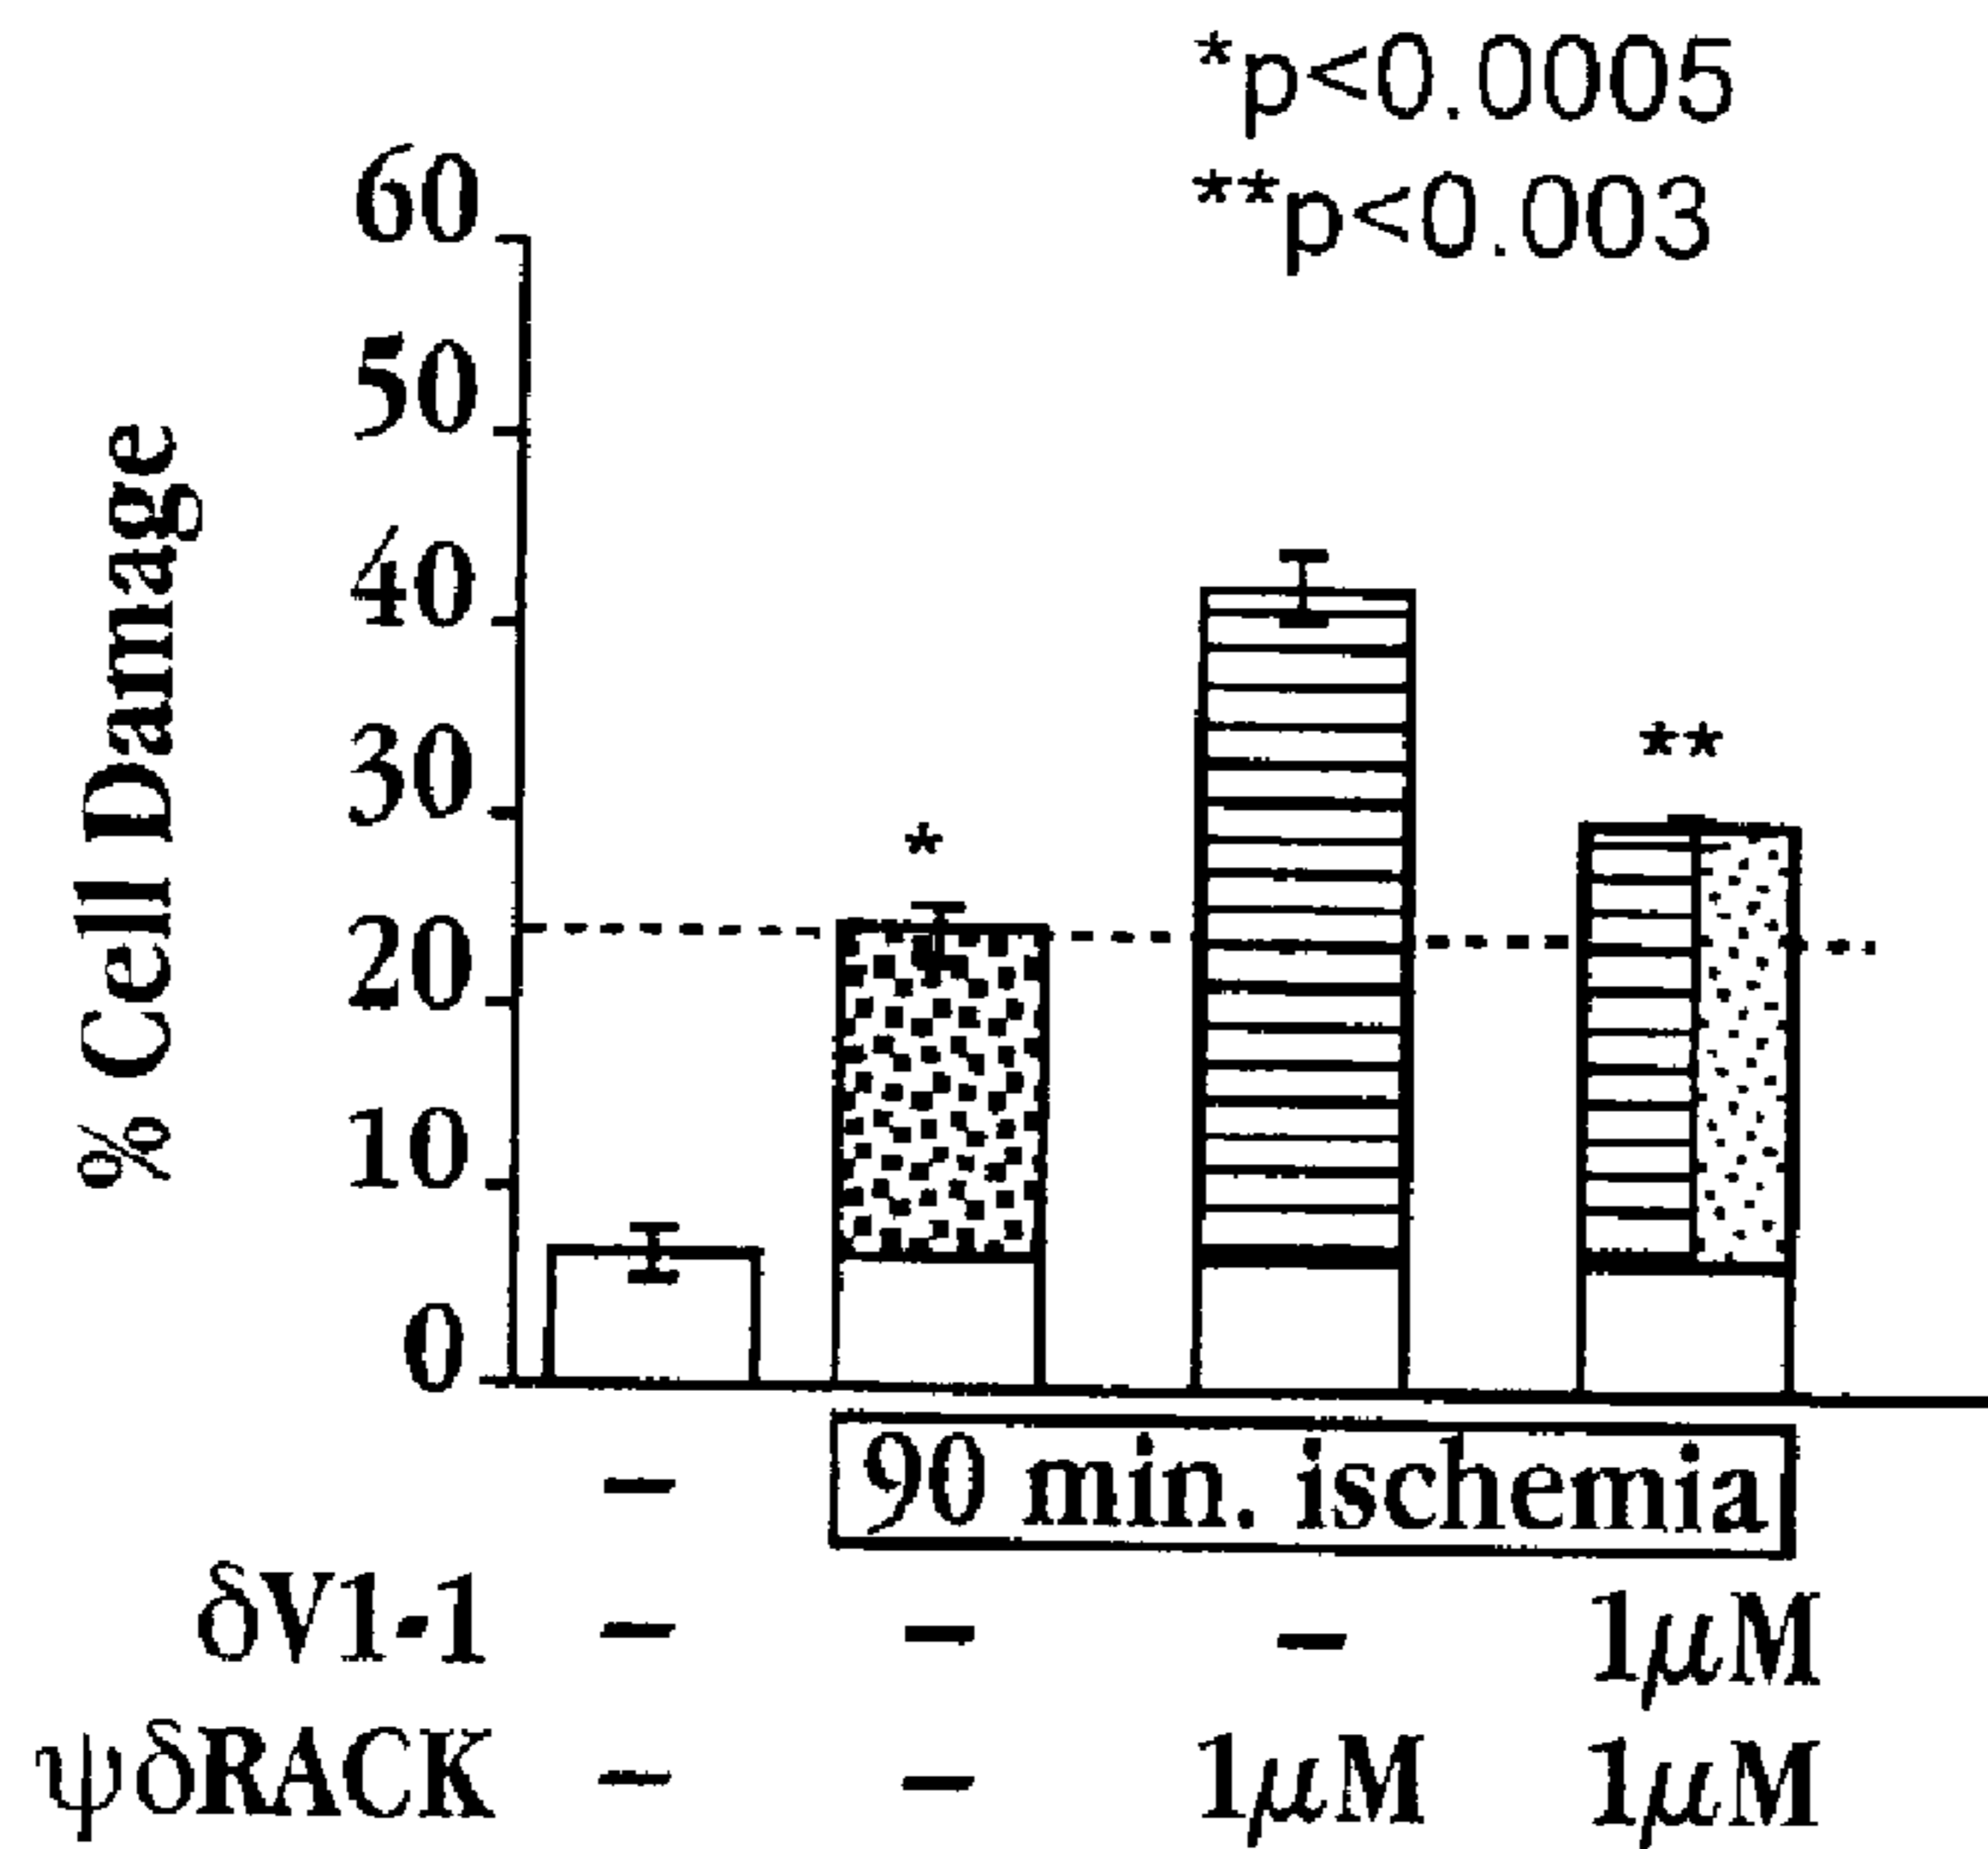 *p<0.0005
**p<0.003
60
50
40
30
20
10
0
% Cell Damage
*
**
– 90 min. ischemia
δV1-1 – – – 1μM
ψδRACK – – 1μM 1μM